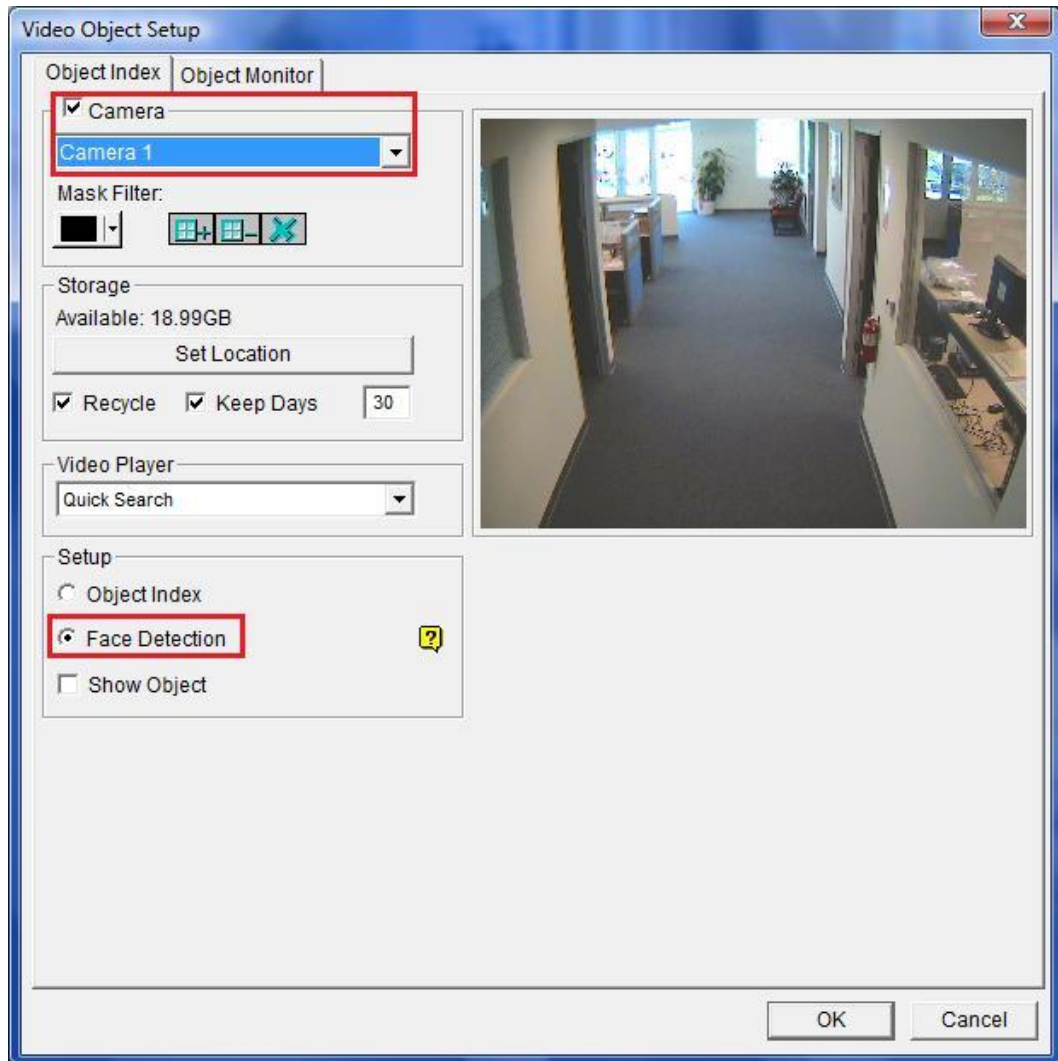 Video Object Setup
Object Index Object Monitor
Camera
Camera 1
Mask Filter:
Storage
Available: 18.99GB
Set Location
Recycle Keep Days 30
Video Player
Quick Search
Setup
Object Index
Face Detection
Show Object
OK Cancel